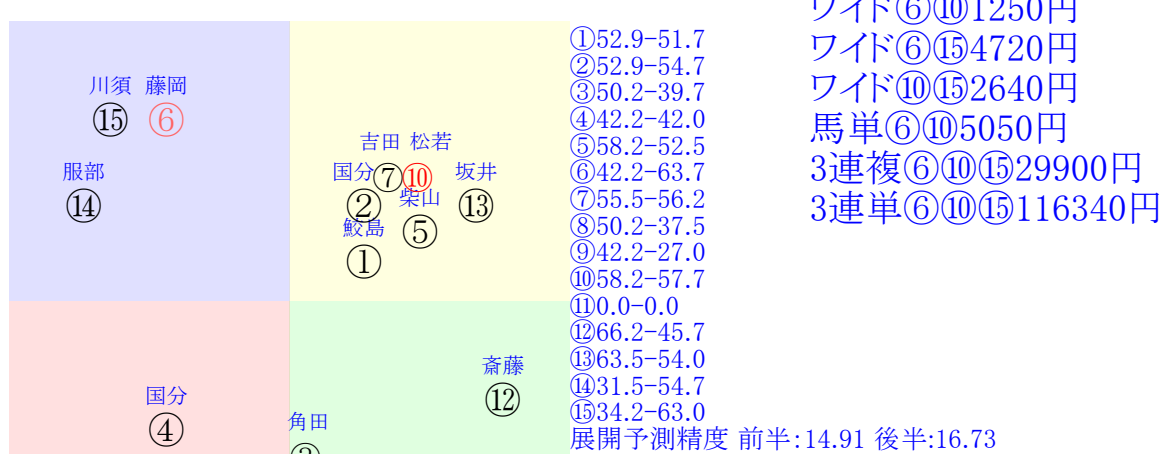 川須 藤岡
⑮ ⑥
服部
⑭
吉田 松若
国分⑦⑩ 坂井
② 柴山 ⑬
鮫島 ⑤
①
斎藤
⑫
国分
④
角田
①52.9-51.7
②52.9-54.7
③50.2-39.7
④42.2-42.0
⑤58.2-52.5
⑥42.2-63.7
⑦55.5-56.2
⑧50.2-37.5
⑨42.2-27.0
⑩58.2-57.7
⑪0.0-0.0
⑫66.2-45.7
⑬63.5-54.0
⑭31.5-54.7
⑮34.2-63.0
展開予測精度 前半:14.91 後半:16.73
ワイド⑥⑩1250円
ワイド⑥⑮4720円
ワイド⑩⑮2640円
馬単⑥⑩5050円
3連複⑥⑩⑮29900円
3連単⑥⑩⑮116340円